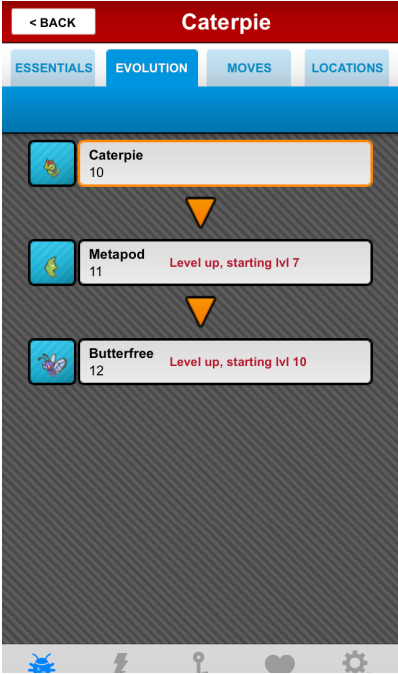 < BACK
Caterpie
ESSENTIALS
EVOLUTION
MOVES
LOCATIONS
Caterpie
10
Metapod
11
Level up, starting lvl 7
Butterfree
12
Level up, starting lvl 10